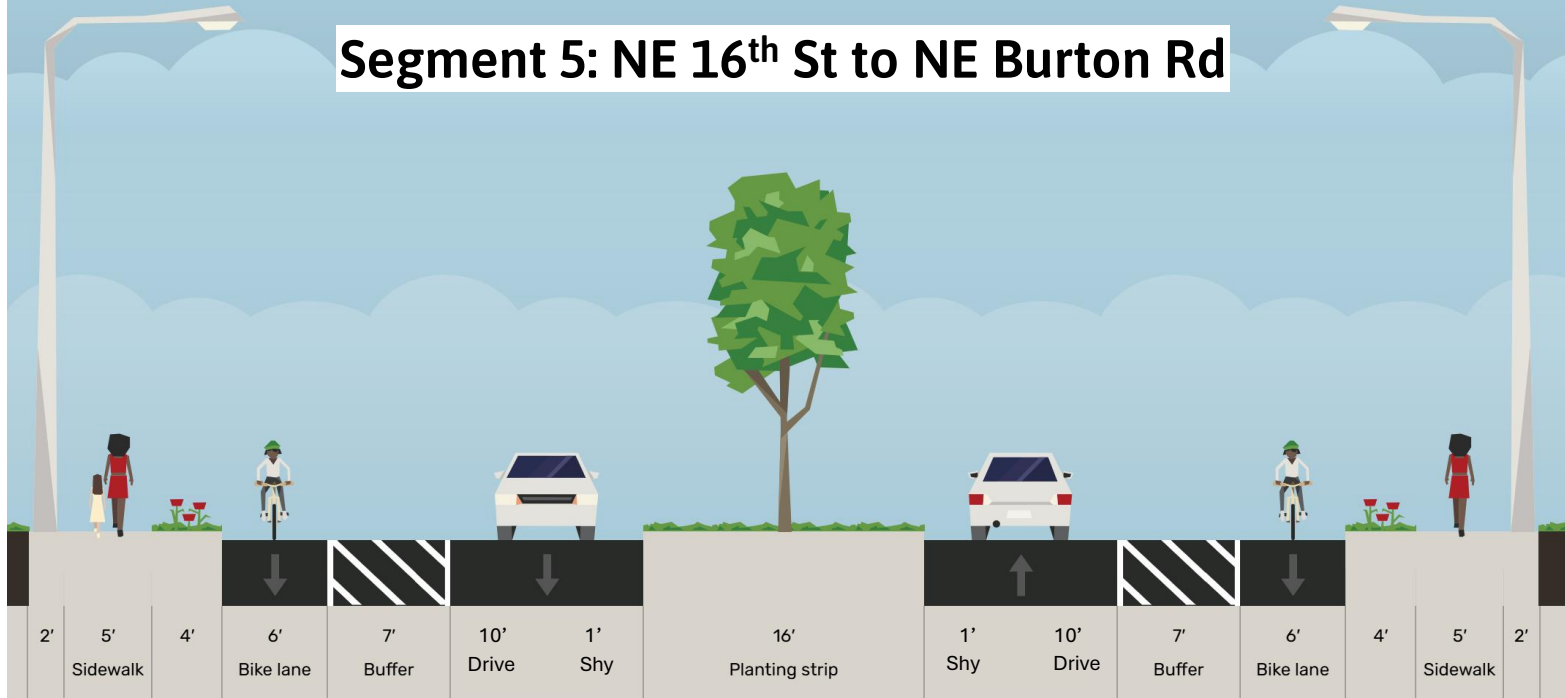 Segment 5: NE 16th St to NE Burton Rd
2’ 5’ 4’ 6’ 7’ 10’ 1’ 16’ 1’ 10’ 7’ 6’ 4’ 5’ 2’
Sidewalk Bike lane Buffer Drive Shy Planting strip Shy Drive Buffer Bike lane Sidewalk